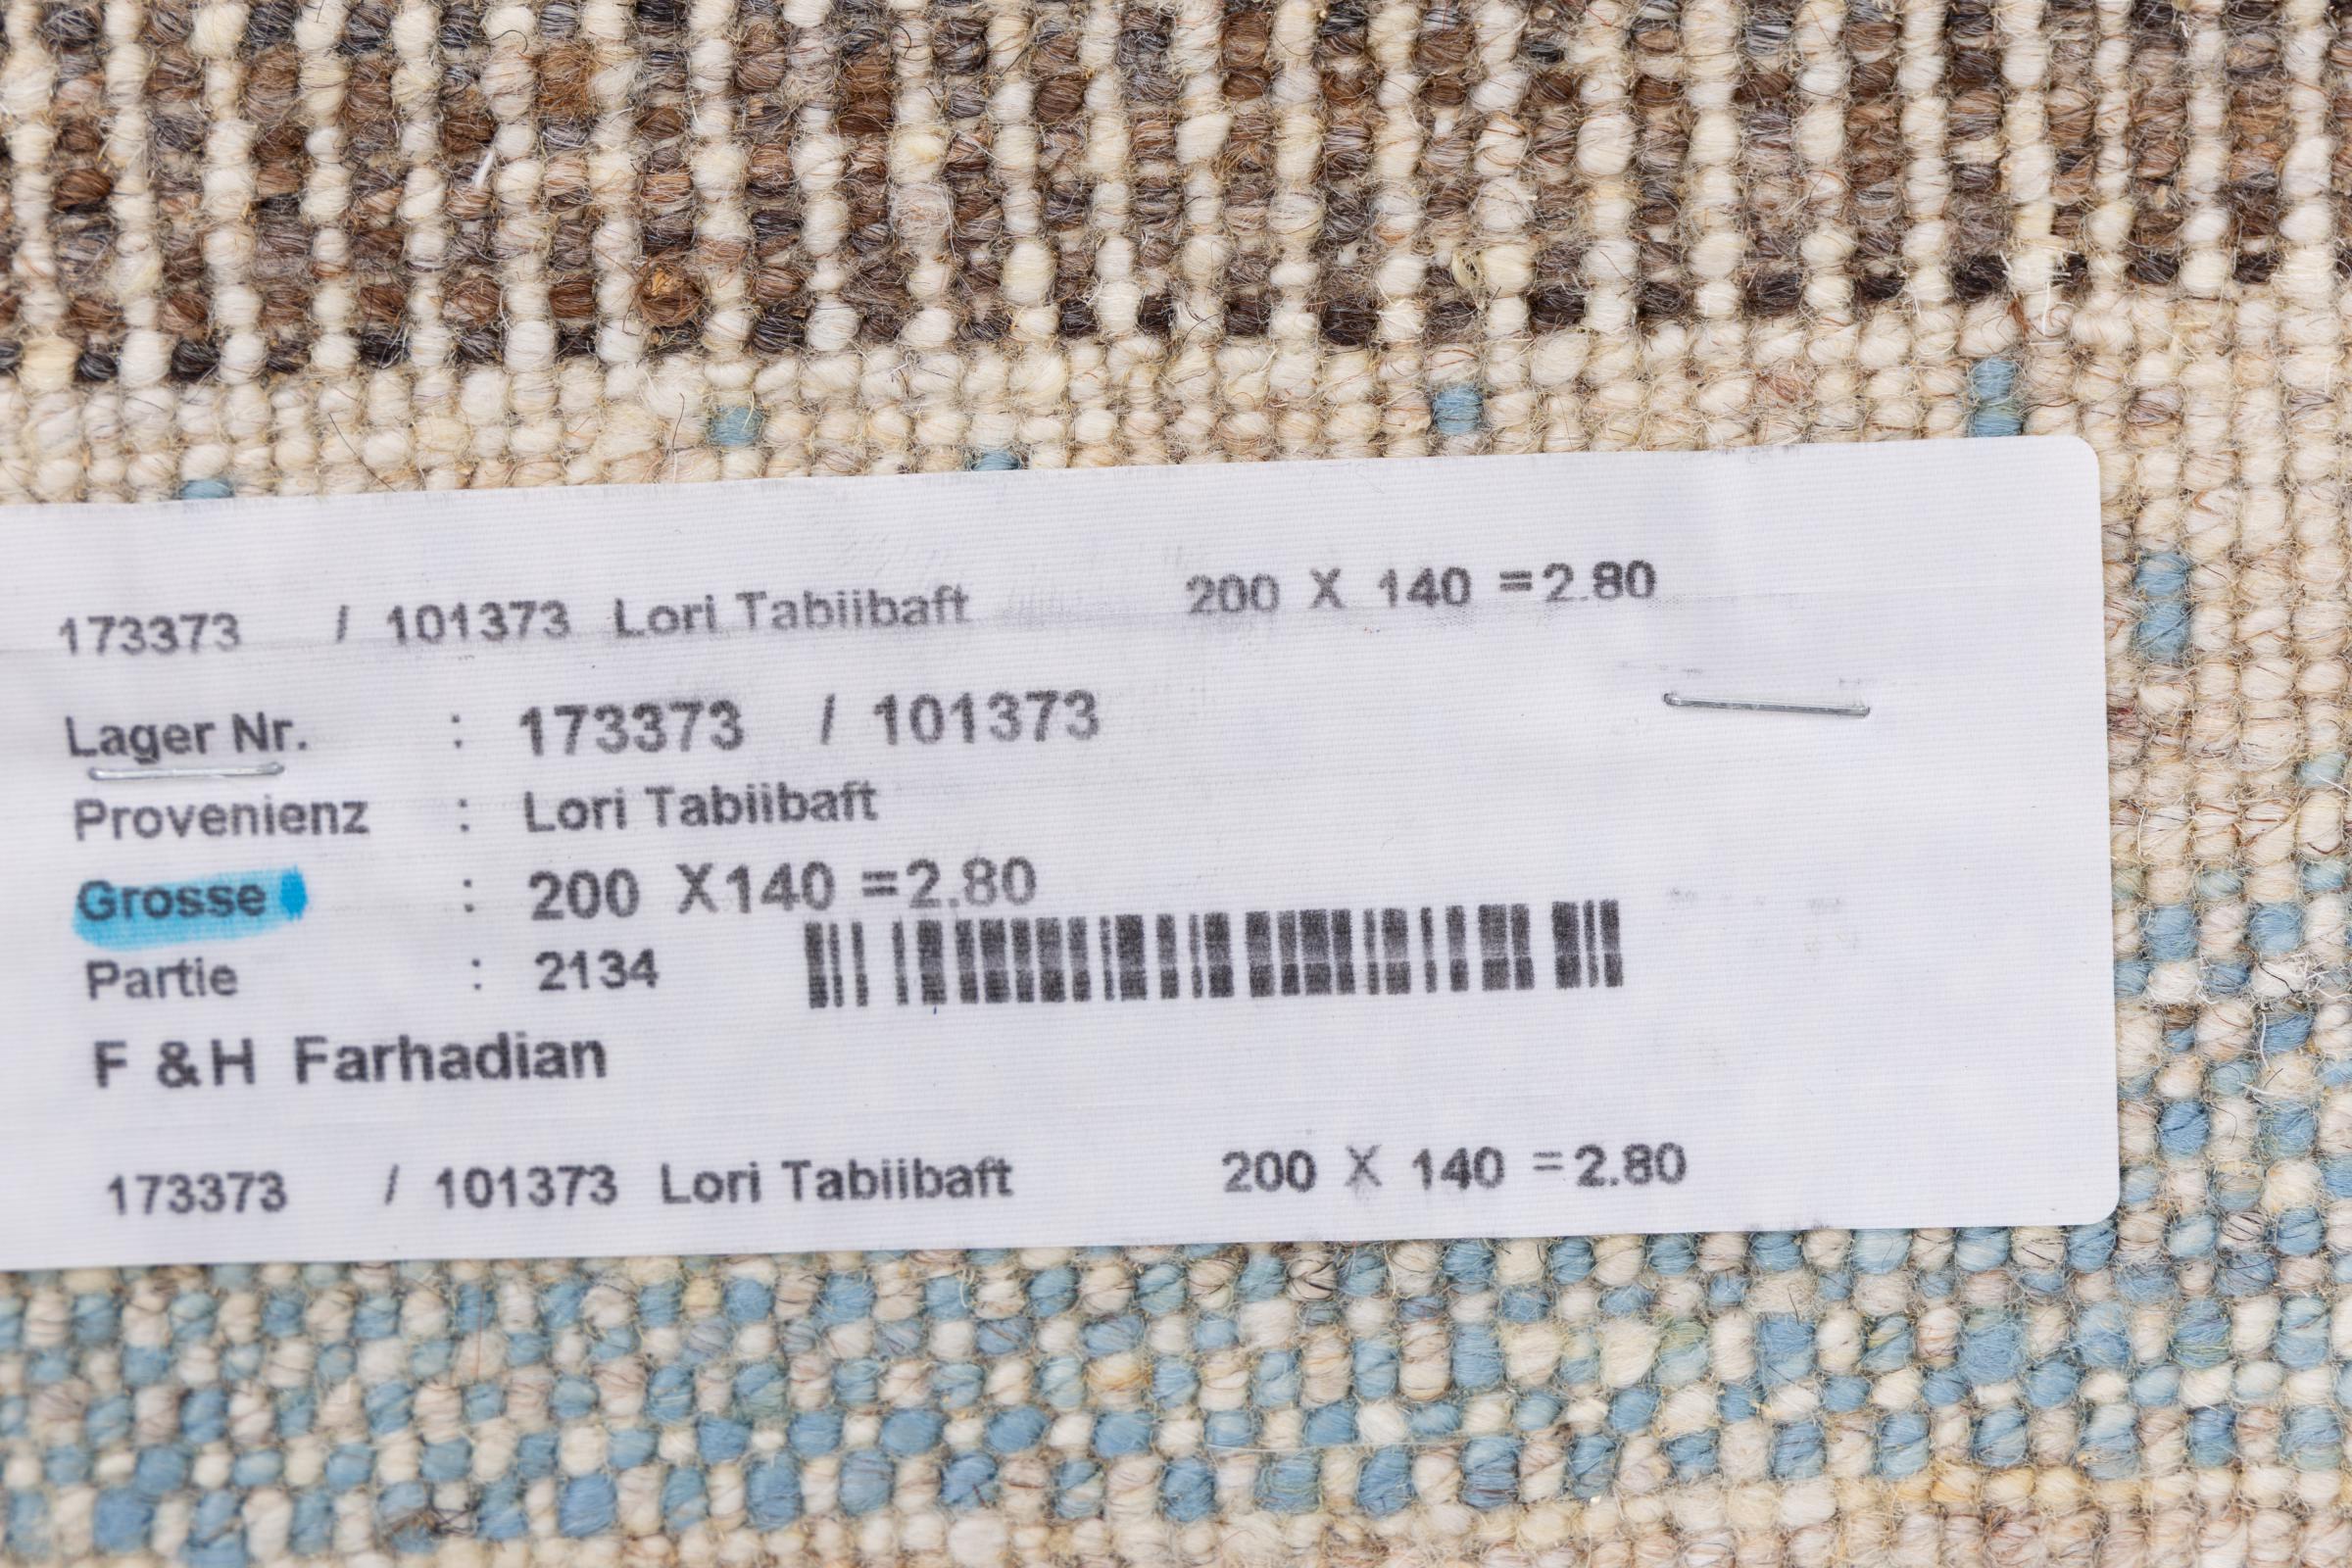 173373 / 101373 Lori Tabiibaft 200 X 140 =2.80
Lager Nr. : 173373 / 101373
Provenienz : Lori Tabiibaft
Grosse : 200 X140 =2.80
Partie : 2134
F &H Farhadian
173373 / 101373 Lori Tabiibaft 200 X 140 =2.80